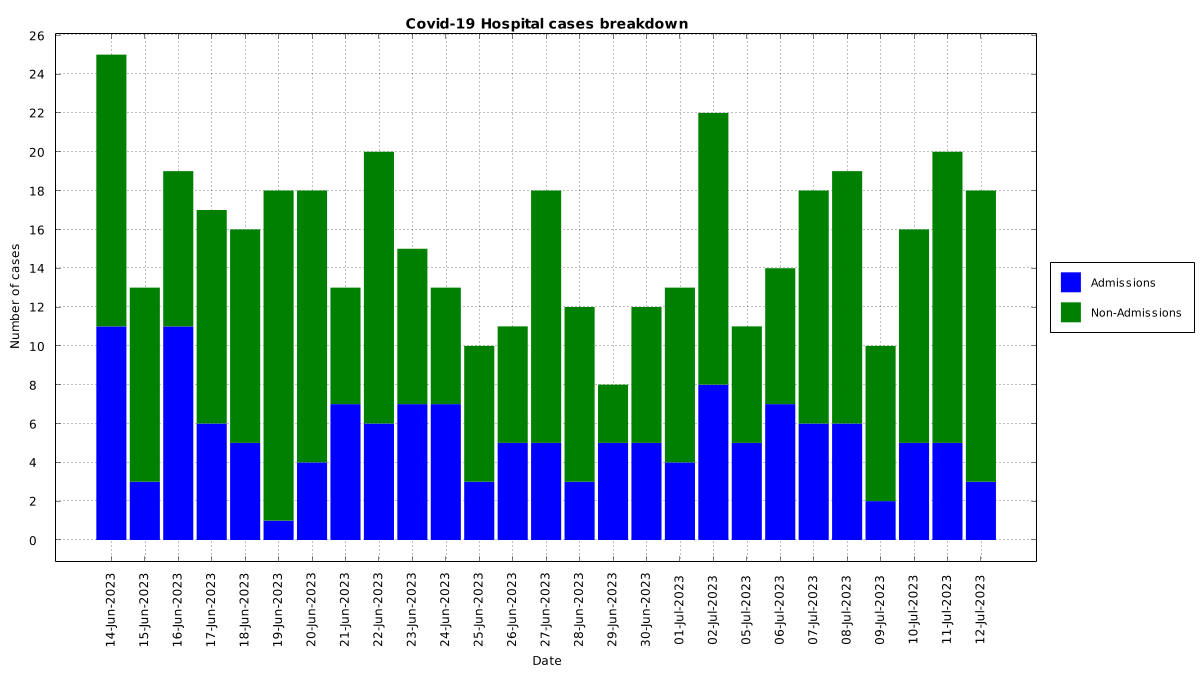 Covid-19 Hospital cases breakdown
26
24
22
20
18
16
14
12
10
8
6
4
2
0
Number of cases
14-Jun-2023
15-Jun-2023
16-Jun-2023
17-Jun-2023
18-Jun-2023
19-Jun-2023
20-Jun-2023
21-Jun-2023
22-Jun-2023
23-Jun-2023
24-Jun-2023
25-Jun-2023
26-Jun-2023
27-Jun-2023
28-Jun-2023
29-Jun-2023
30-Jun-2023
01-Jul-2023
02-Jul-2023
05-Jul-2023
06-Jul-2023
07-Jul-2023
08-Jul-2023
09-Jul-2023
10-Jul-2023
11-Jul-2023
12-Jul-2023
Date
Admissions
Non-Admissions